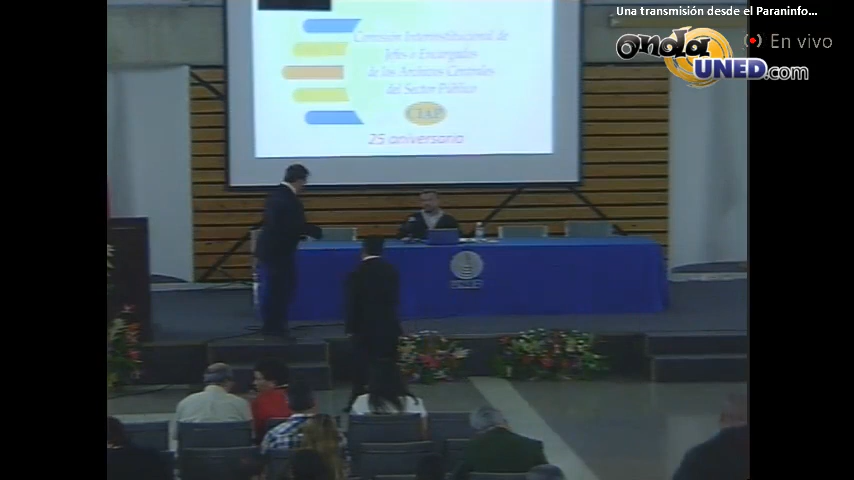 Una transmisión desde el Paraninfo...
onda
UNED.com
En vivo
Comisión Interinstitucional de
Jefes o Encargados
de los Archivos Centrales
del Sector Público
CIAP
25 aniversario